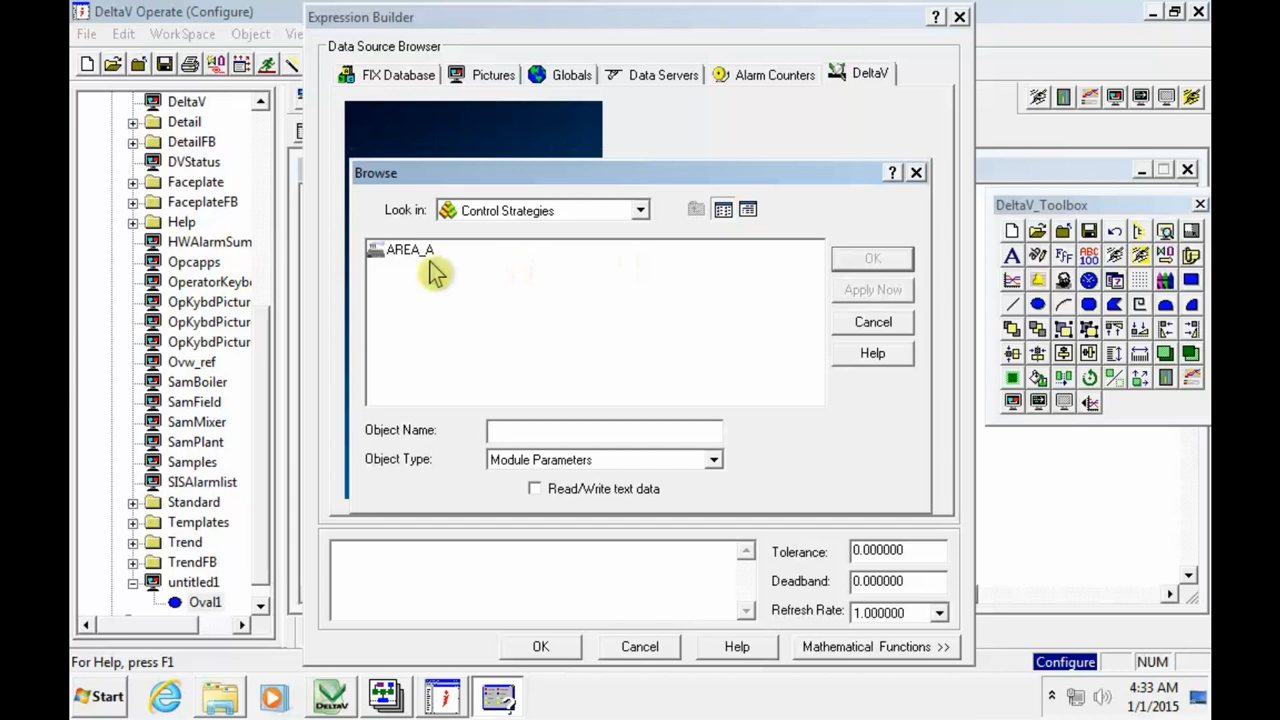 DeltaV Operate (Configure)
File Edit WorkSpace Object
Expression Builder
Data Source Browser
FIX Database
Pictures
Globals
Data Servers
Alarm Counters
DeltaV
Browse
Look in:
Control Strategies
AREA_A
OK
Apply Now
Cancel
Help
Object Name:
Object Type:
Module Parameters
Read/Write text data
Tolerance:
0.000000
Deadband:
0.000000
Refresh Rate:
1.000000
OK
Cancel
Help
Mathematical Functions >>
DeltaV
Detail
DetailFB
DVStatus
Faceplate
FaceplateFB
Help
HWAlarmSum
Opcapps
OperatorKeyb
OpKybdPictur
OpKybdPictur
OpKybdPictur
Ovw_ref
SamBoiler
SamField
SamMixer
SamPlant
Samples
SISAlarmlist
Standard
Templates
Trend
TrendFB
untitled1
Oval1
DeltaV_Toolbox
ABC
100
For Help, press F1
Configure
NUM
Start
DELTAV
4:33 AM
1/1/2015